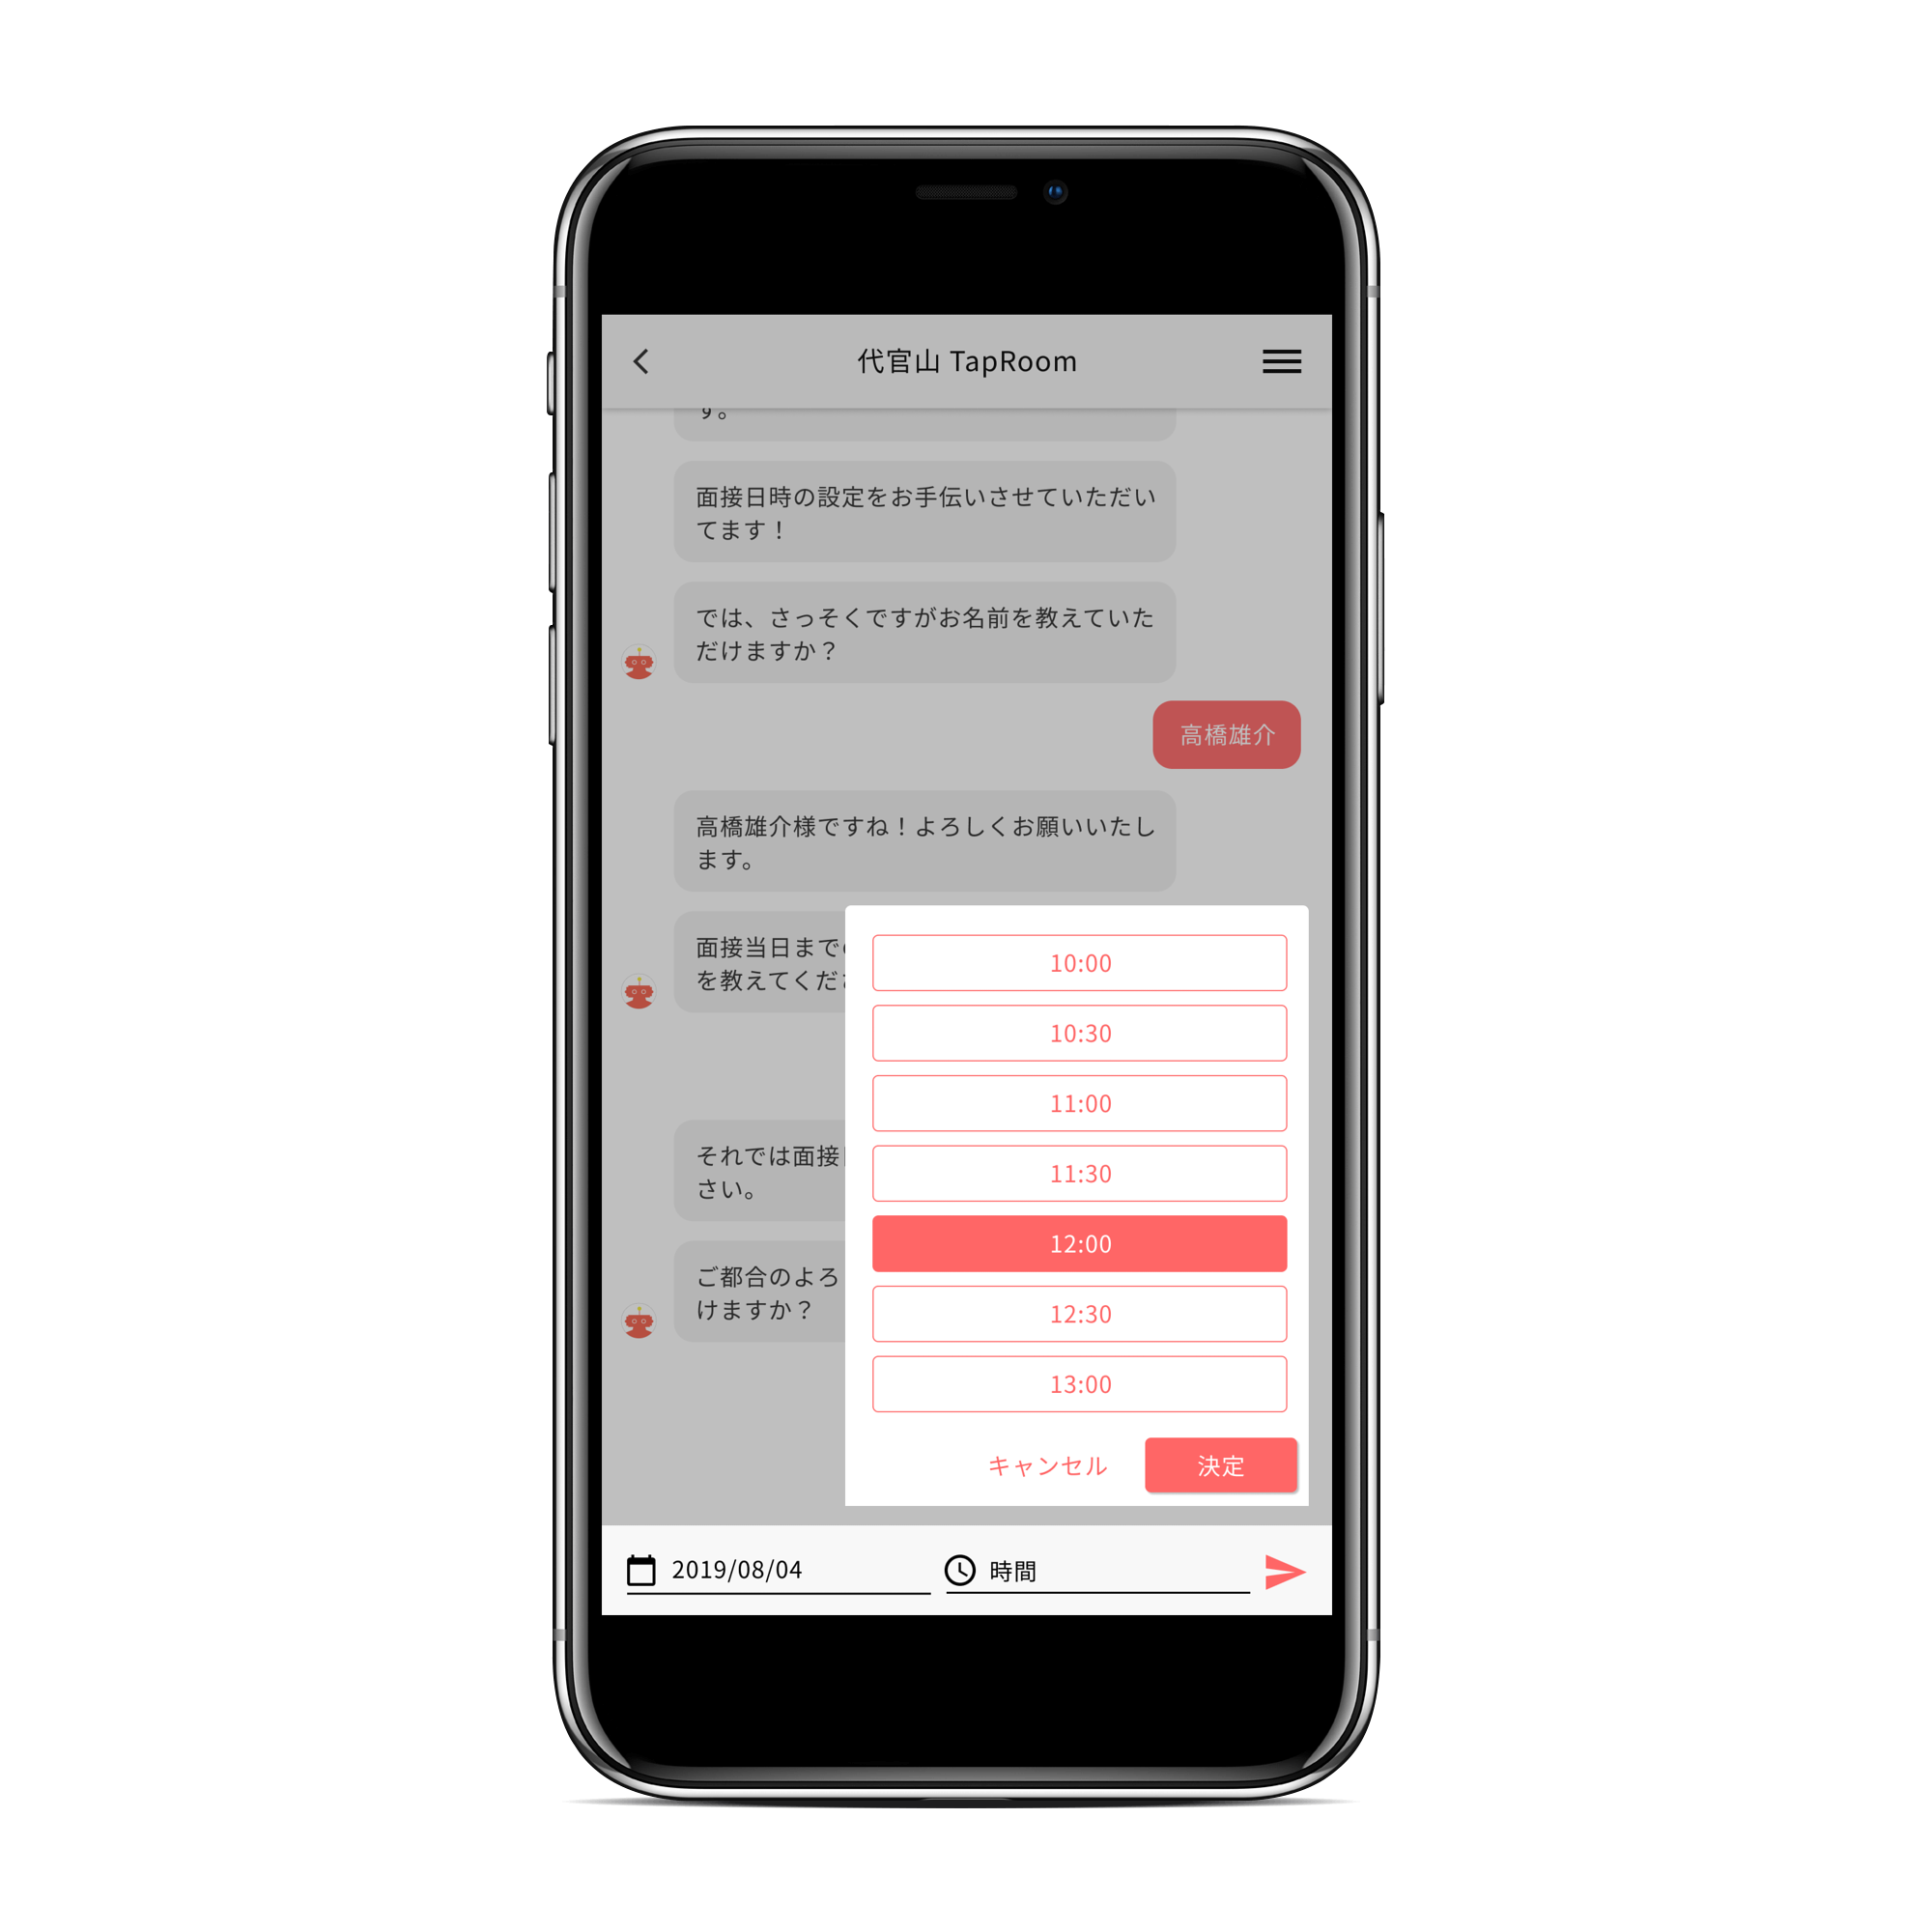 代官山 TapRoom
す。
面接日時の設定をお手伝いさせていただい
てます！
では、さっそくですがお名前を教えていた
だけますか？
高橋雄介
高橋雄介様ですね！よろしくお願いいたし
ます。
面接当日まで
を教えてくだ
それでは面接
さい。
ご都合のよろ
けますか？
10:00
10:30
11:00
11:30
12:00
12:30
13:00
キャンセル 決定
2019/08/04 時間